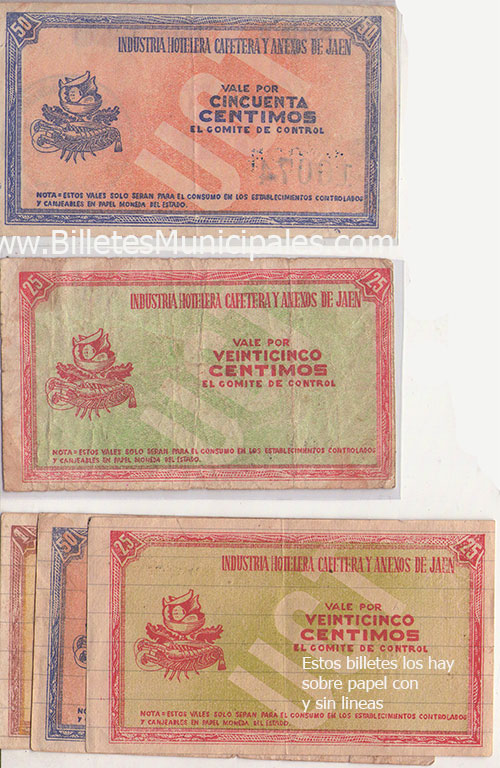 50 50
INDUSTRIA HOTELERA CAFETERA Y ANEXOS DE JAEN
UST
VALE POR
CINCUENTA
CENTIMOS
EL COMITE DE CONTROL
NOTA=ESTOS VALES SOLO SERAN PARA EL CONSUMO EN LOS ESTABLECIMIENTOS CONTROLADOS
Y CANJEABLES EN PAPEL MONEDA DEL ESTADO.
www.BilletesMunicipales.com
25 25
INDUSTRIA HOTELERA CAFETERA Y ANEXOS DE JAEN
UST
VALE POR
VEINTICINCO
CENTIMOS
EL COMITE DE CONTROL
NOTA=ESTOS VALES SOLO SERAN PARA EL CONSUMO EN LOS ESTABLECIMIENTOS CONTROLADOS
Y CANJEABLES EN PAPEL MONEDA DEL ESTADO.
1 50 25 25
INDUSTRIA HOTELERA CAFETERA Y ANEXOS DE JAEN
UST
VALE POR
VEINTICINCO
CENTIMOS
EL COMITE DE CONTROL
Estos billetes los hay
sobre papel con
y sin lineas
NOTA=ESTOS VALES SOLO SERAN PARA EL CONSUMO EN LOS ESTABLECIMIENTOS CONTROLADOS
Y CANJEABLES EN PAPEL MONEDA DEL ESTADO.